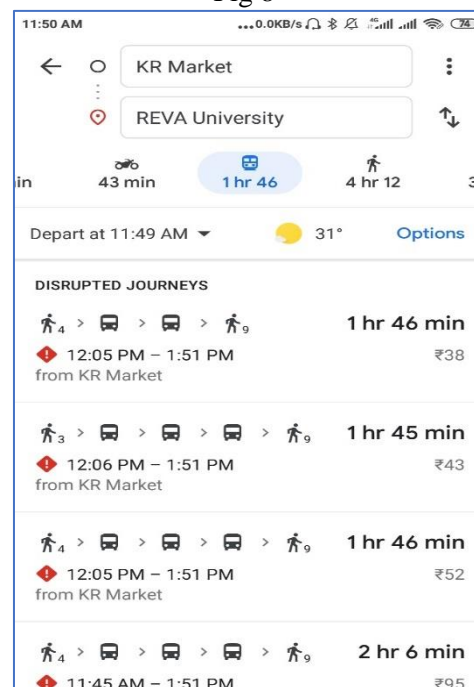 11:50 AM ...0.0KB/s 4G 74
KR Market
REVA University
in 43 min 1 hr 46 4 hr 12 3
Depart at 11:49 AM 31° Options
DISRUPTED JOURNEYS
4 > > > 9 1 hr 46 min
12:05 PM – 1:51 PM ₹38
from KR Market
3 > > > > 9 1 hr 45 min
12:06 PM – 1:51 PM ₹43
from KR Market
4 > > > > 9 1 hr 46 min
12:05 PM – 1:51 PM ₹52
from KR Market
4 > > > > 9 2 hr 6 min
11:45 AM – 1:51 PM ₹95